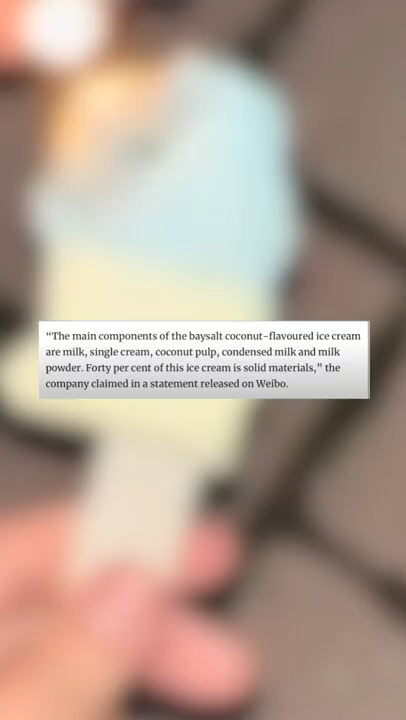 “The main components of the baysalt coconut-flavoured ice cream
are milk, single cream, coconut pulp, condensed milk and milk
powder. Forty per cent of this ice cream is solid materials,” the
company claimed in a statement released on Weibo.